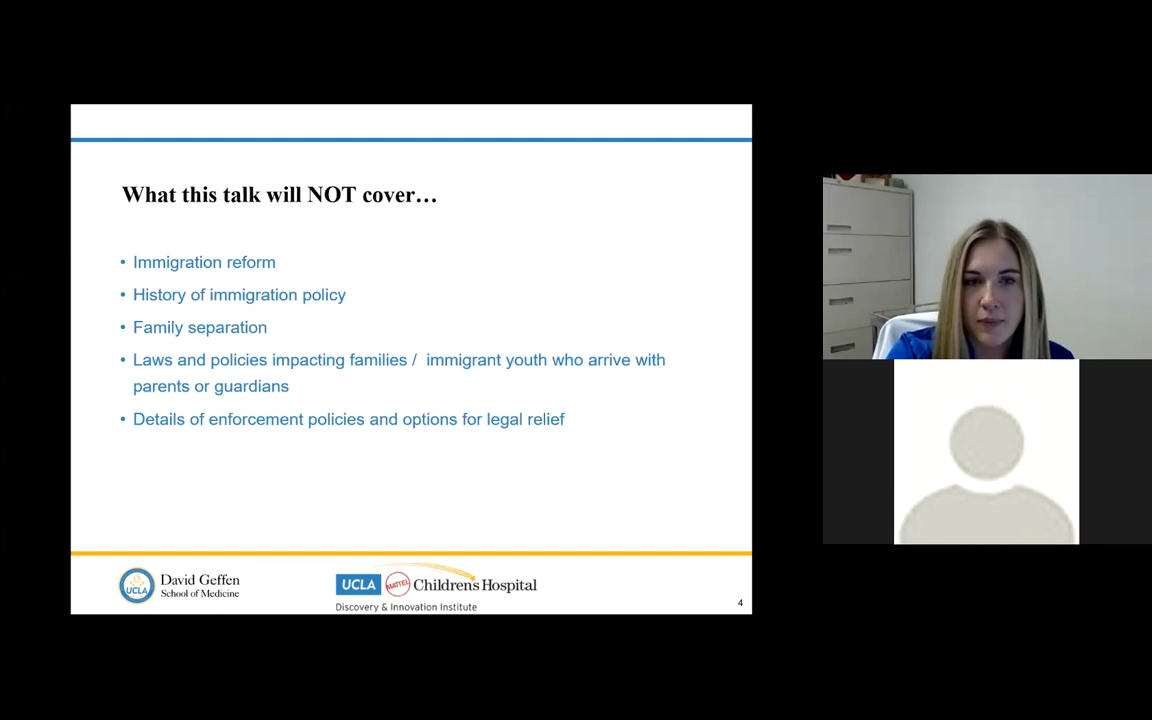 What this talk will NOT cover…
• Immigration reform
• History of immigration policy
• Family separation
• Laws and policies impacting families /  immigrant youth who arrive with
parents or guardians
• Details of enforcement policies and options for legal relief
UCLA
David Geffen
School of Medicine
UCLA MATTEL Childrens Hospital
Discovery & Innovation Institute
4